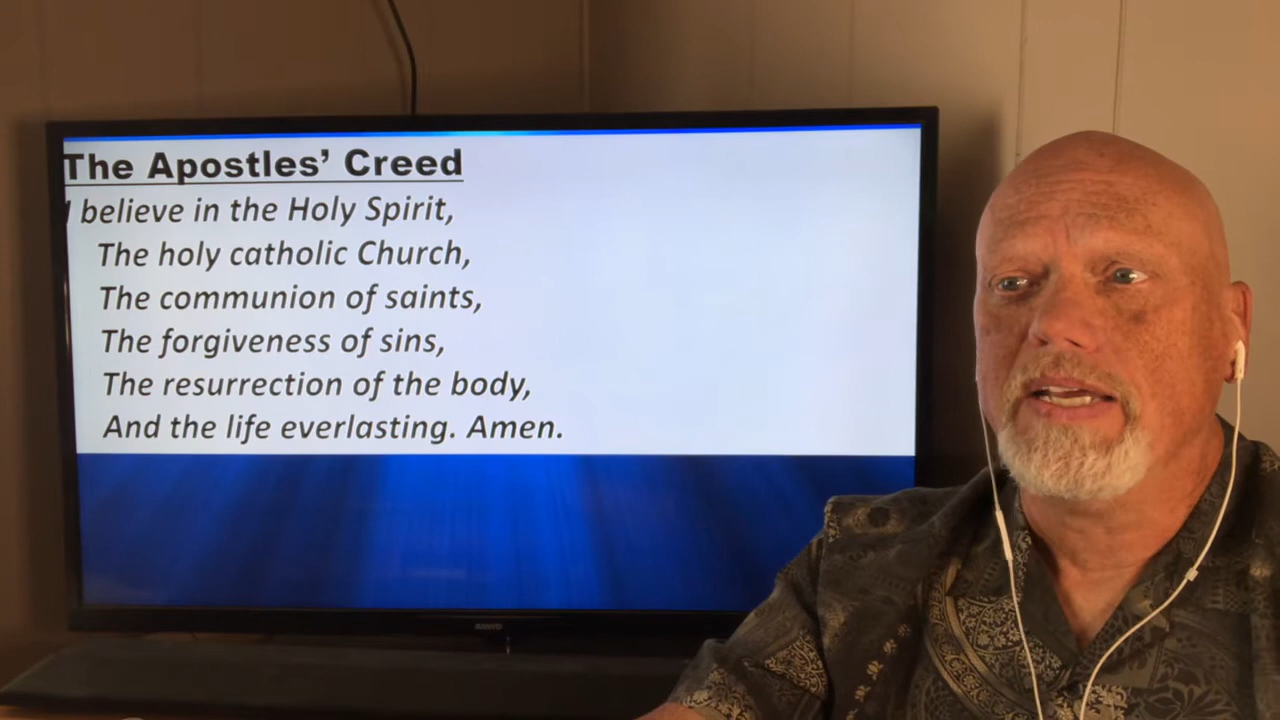 The Apostles’ Creed
I believe in the Holy Spirit,
The holy catholic Church,
The communion of saints,
The forgiveness of sins,
The resurrection of the body,
And the life everlasting. Amen.
SANYO